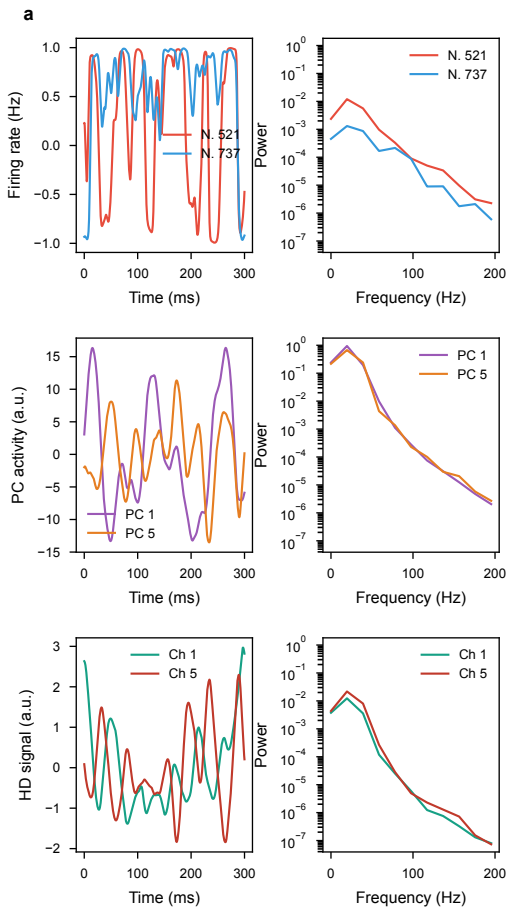 a
1.0
0.5
0.0
−0.5
−1.0
Firing rate (Hz)
N. 521
N. 737
0
100
200
300
Time (ms)
10⁰
10⁻¹
10⁻²
10⁻³
10⁻⁴
10⁻⁵
10⁻⁶
10⁻⁷
Power
N. 521
N. 737
0
100
200
Frequency (Hz)
15
10
5
0
−5
−10
−15
PC activity (a.u.)
PC 1
PC 5
0
100
200
300
Time (ms)
10⁰
10⁻¹
10⁻²
10⁻³
10⁻⁴
10⁻⁵
10⁻⁶
10⁻⁷
Power
PC 1
PC 5
0
100
200
Frequency (Hz)
3
2
1
0
−1
−2
HD signal (a.u.)
Ch 1
Ch 5
0
100
200
300
Time (ms)
10⁰
10⁻¹
10⁻²
10⁻³
10⁻⁴
10⁻⁵
10⁻⁶
10⁻⁷
Power
Ch 1
Ch 5
0
100
200
Frequency (Hz)